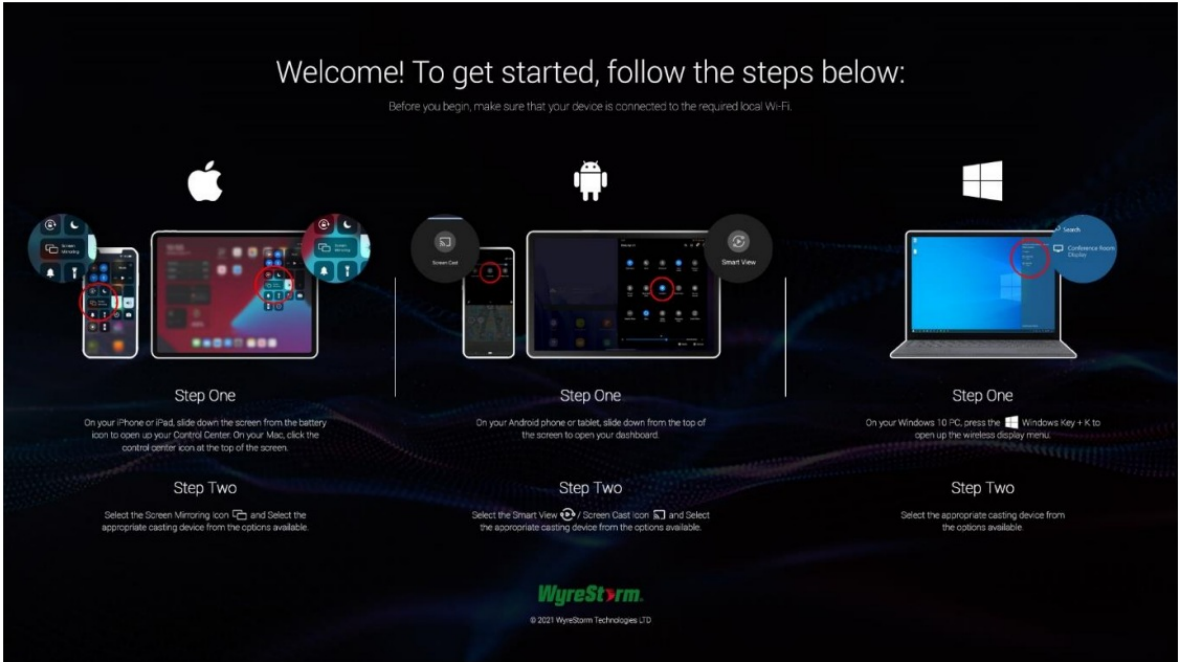 Welcome! To get started, follow the steps below:
Before you begin, make sure that your device is connected to the required local Wi-Fi.
Screen
Mirroring
Screen
Mirroring
Step One
On your iPhone or iPad, slide down the screen from the battery
icon to open up your Control Center. On your Mac, click the
control center icon at the top of the screen.
Step Two
Select the Screen Mirroring Icon and Select the
appropriate casting device from the options available.
Screen Cast
Smart View
Step One
On your Android phone or tablet, slide down from the top of
the screen to open your dashboard.
Step Two
Select the Smart View / Screen Cast Icon and Select
the appropriate casting device from the options available.
Search
Conference Room
Display
Step One
On your Windows 10 PC, press the Windows Key + K to
open up the wireless display menu.
Step Two
Select the appropriate casting device from
the options available.
WyreStorm
© 2021 WyreStorm Technologies LTD